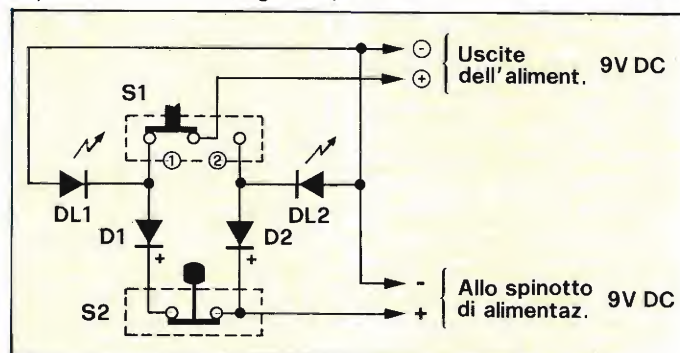 ⊖ Uscite
⊕ dell'aliment. 9V DC
S1
① ②
DL1 DL2
D1 D2
+ +
S2
- Allo spinotto
+ di alimentaz. 9V DC